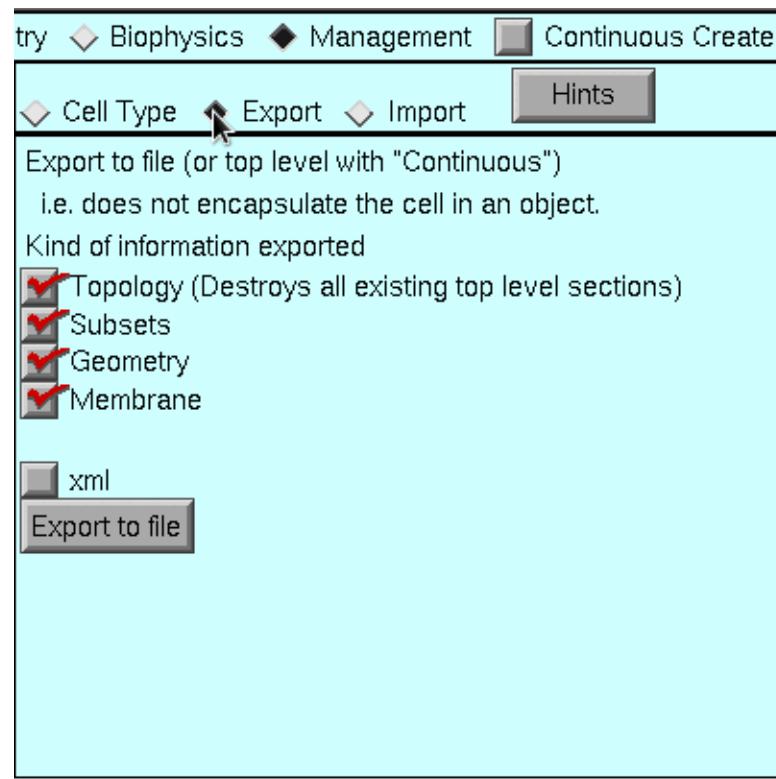 try Biophysics Management Continuous Create
Cell Type Export Import Hints
Export to file (or top level with "Continuous")
i.e. does not encapsulate the cell in an object.
Kind of information exported
Topology (Destroys all existing top level sections)
Subsets
Geometry
Membrane
xml
Export to file